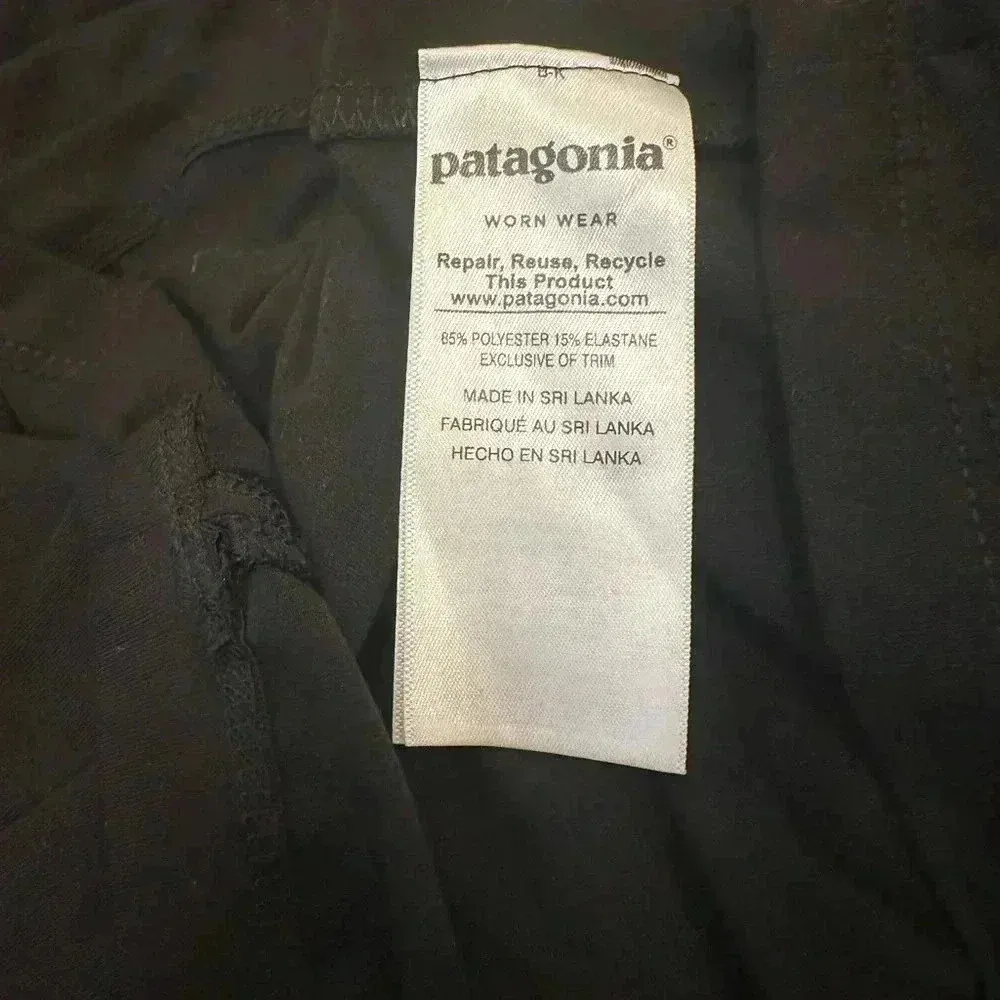 patagonia®
WORN WEAR
Repair, Reuse, Recycle
This Product
www.patagonia.com
85% POLYESTER 15% ELASTANE
EXCLUSIVE OF TRIM
MADE IN SRI LANKA
FABRIQUÉ AU SRI LANKA
HECHO EN SRI LANKA